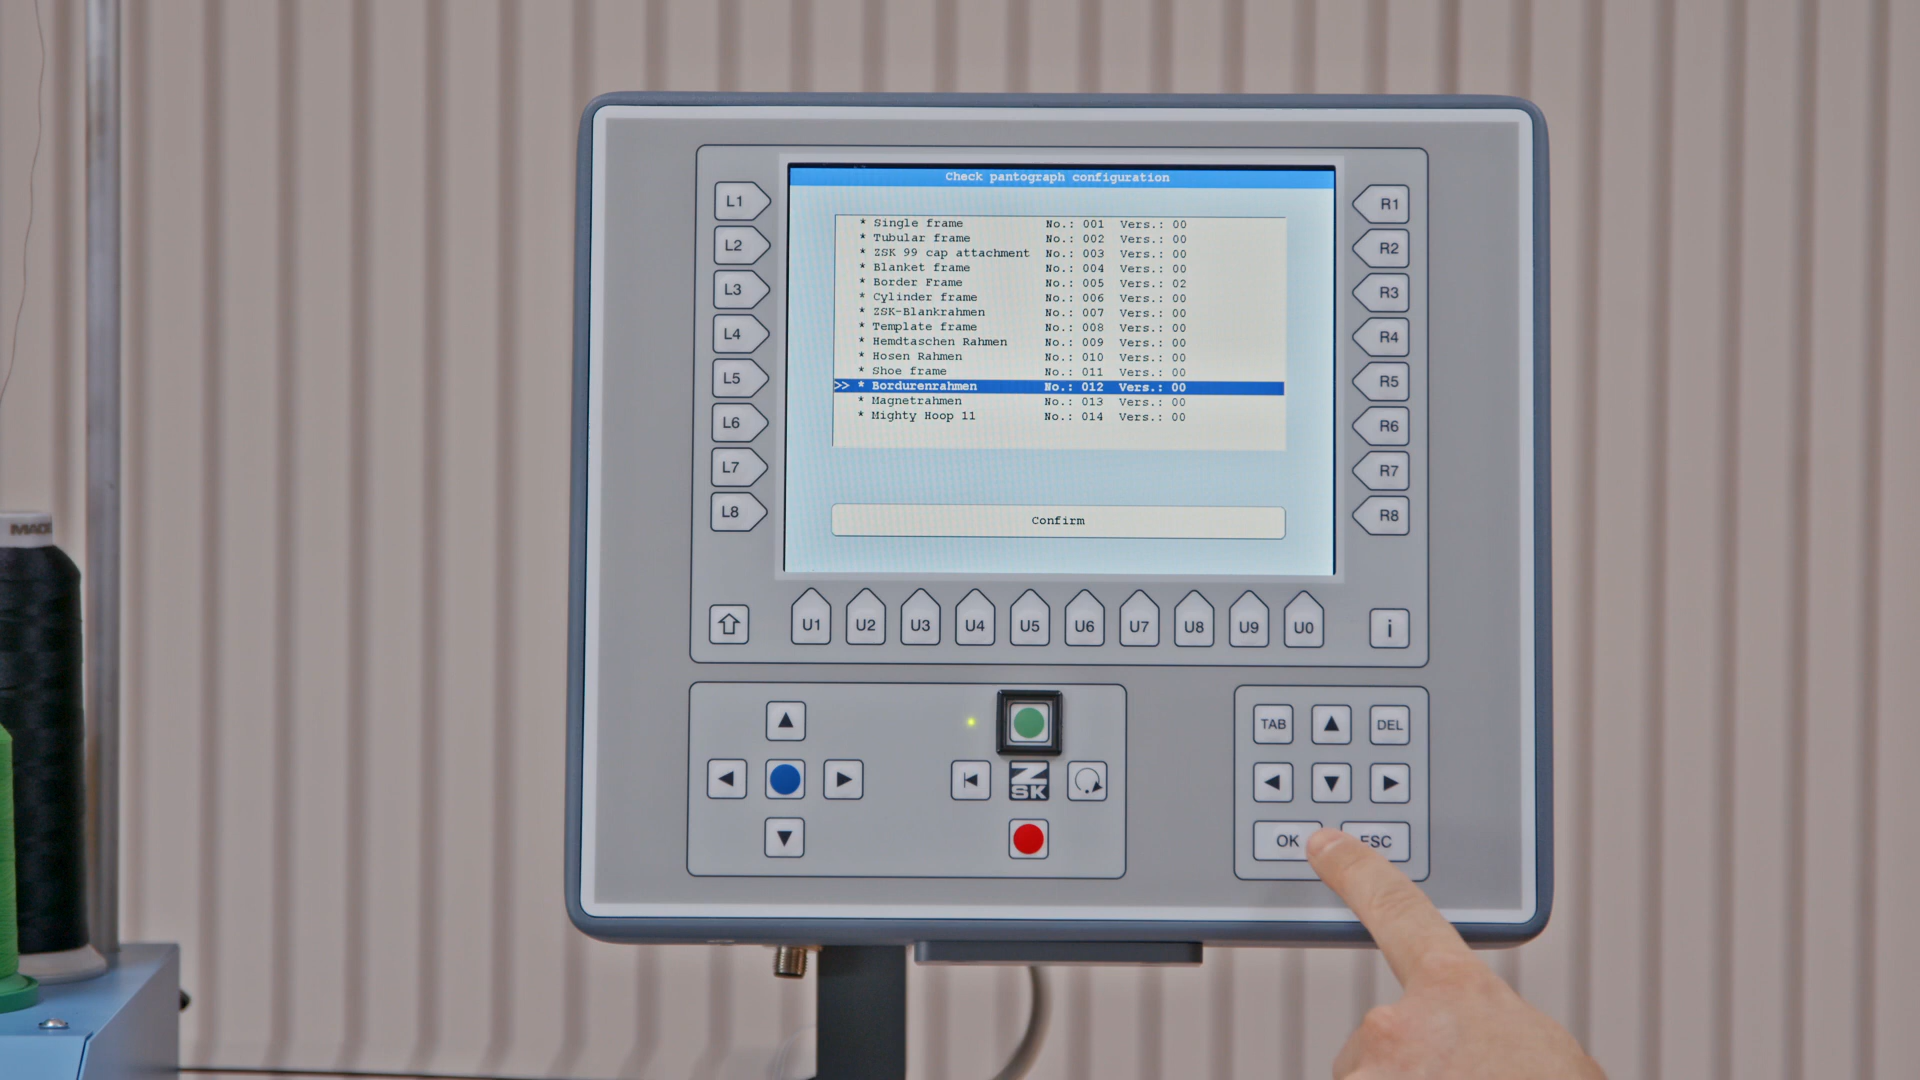 Check pantograph configuration
* Single frame No.: 001 Vers.: 00
* Tubular frame No.: 002 Vers.: 00
* ZSK 99 cap attachment No.: 003 Vers.: 00
* Blanket frame No.: 004 Vers.: 00
* Border Frame No.: 005 Vers.: 02
* Cylinder frame No.: 006 Vers.: 00
* ZSK-Blankrahmen No.: 007 Vers.: 00
* Template frame No.: 008 Vers.: 00
* Hemdtaschen Rahmen No.: 009 Vers.: 00
* Hosen Rahmen No.: 010 Vers.: 00
* Shoe frame No.: 011 Vers.: 00
>> * Bordurenrahmen No.: 012 Vers.: 00
* Magnetrahmen No.: 013 Vers.: 00
* Mighty Hoop 11 No.: 014 Vers.: 00
Confirm
L1
L2
L3
L4
L5
L6
L7
L8
R1
R2
R3
R4
R5
R6
R7
R8
U1 U2 U3 U4 U5 U6 U7 U8 U9 U0 i
TAB DEL
ZSK
OK ESC